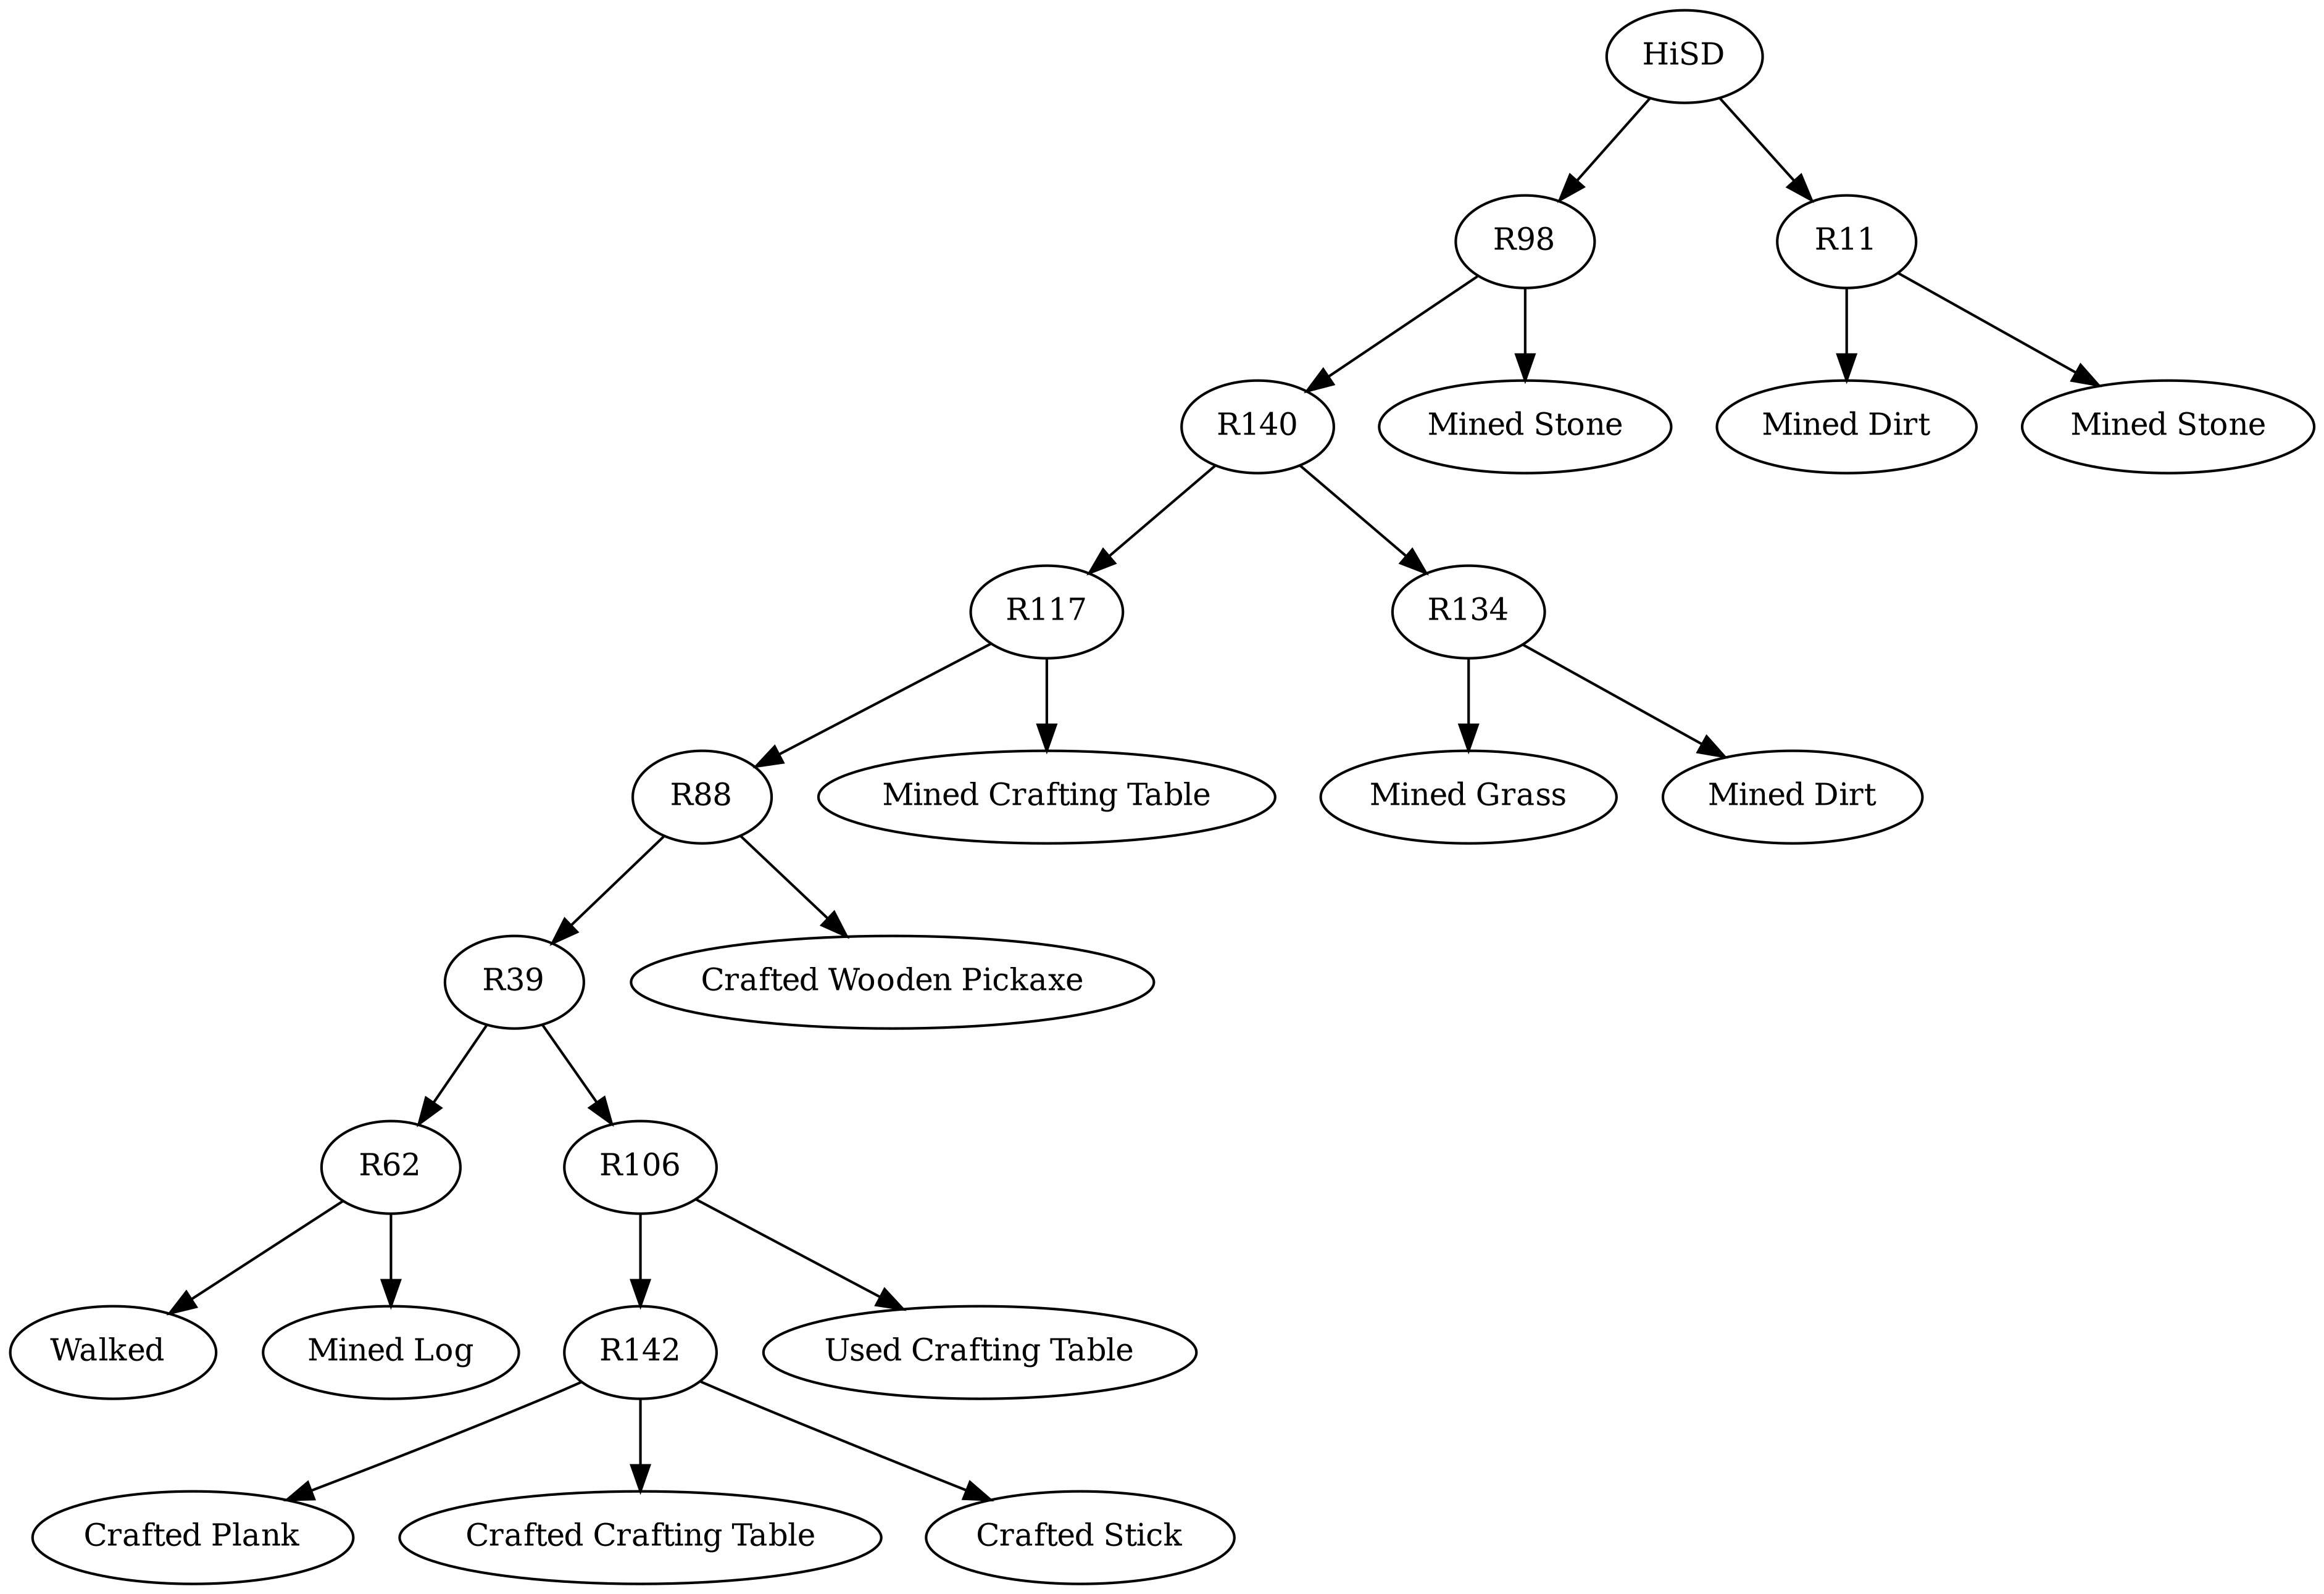 HiSD
R98
R11
R140
Mined Stone
Mined Dirt
Mined Stone
R117
R134
R88
Mined Crafting Table
Mined Grass
Mined Dirt
R39
Crafted Wooden Pickaxe
R62
R106
Walked
Mined Log
R142
Used Crafting Table
Crafted Plank
Crafted Crafting Table
Crafted Stick